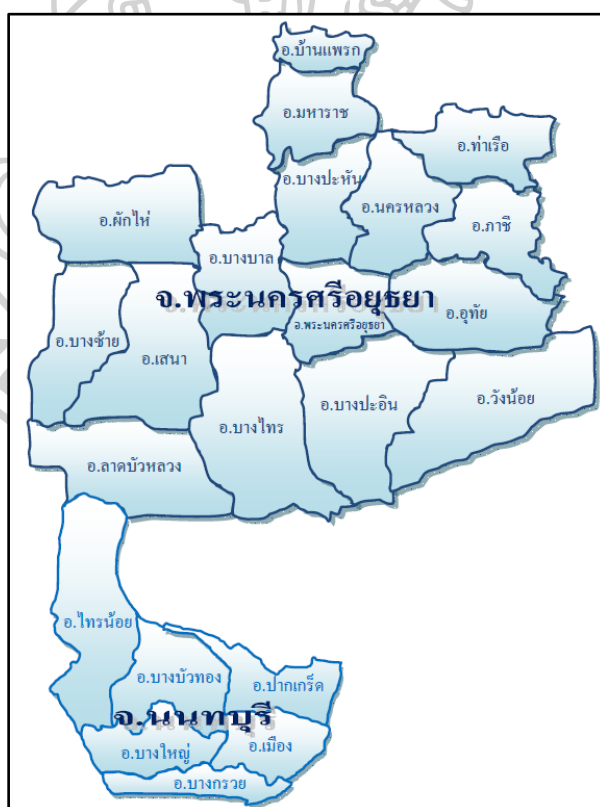 อ.บ้านแพรก
อ.มหาราช
อ.ท่าเรือ
อ.บางปะหัน
อ.นครหลวง
อ.ผักไห่
อ.ภาชี
อ.บางบาล
จ.พระนครศรีอยุธยา
อ.อุทัย
อ.พระนครศรีอยุธยา
อ.บางซ้าย
อ.เสนา
อ.บางไทร
อ.บางปะอิน
อ.วังน้อย
อ.ลาดบัวหลวง
อ.ไทรน้อย
อ.บางบัวทอง
อ.ปากเกร็ด
จ.นนทบุรี
อ.บางใหญ่
อ.เมือง
อ.บางกรวย